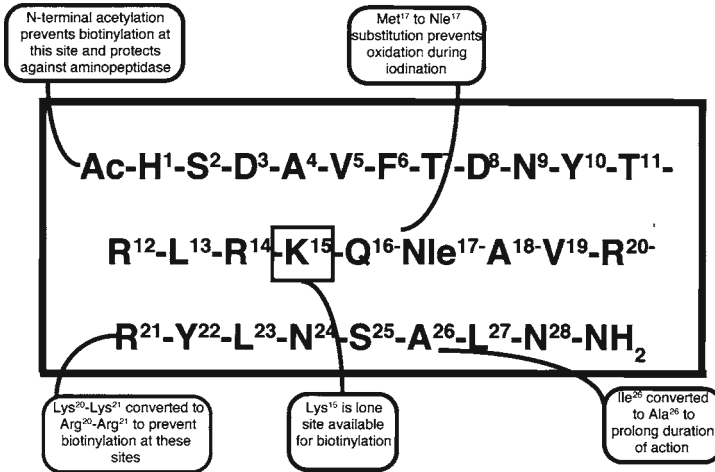 N-terminal acetylation
prevents biotinylation at
this site and protects
against aminopeptidase
Met¹⁷ to Nle¹⁷
substitution prevents
oxidation during
iodination
Ac-H¹-S²-D³-A⁴-V⁵-F⁶-T⁷-D⁸-N⁹-Y¹⁰-T¹¹-
R¹²-L¹³-R¹⁴-K¹⁵-Q¹⁶-Nle¹⁷-A¹⁸-V¹⁹-R²⁰-
R²¹-Y²²-L²³-N²⁴-S²⁵-A²⁶-L²⁷-N²⁸-NH₂
Lys²⁰-Lys²¹ converted to
Arg²⁰-Arg²¹ to prevent
biotinylation at these
sites
Lys¹⁵ is lone
site available
for biotinylation
Ile²⁶ converted
to Ala²⁶ to
prolong duration
of action